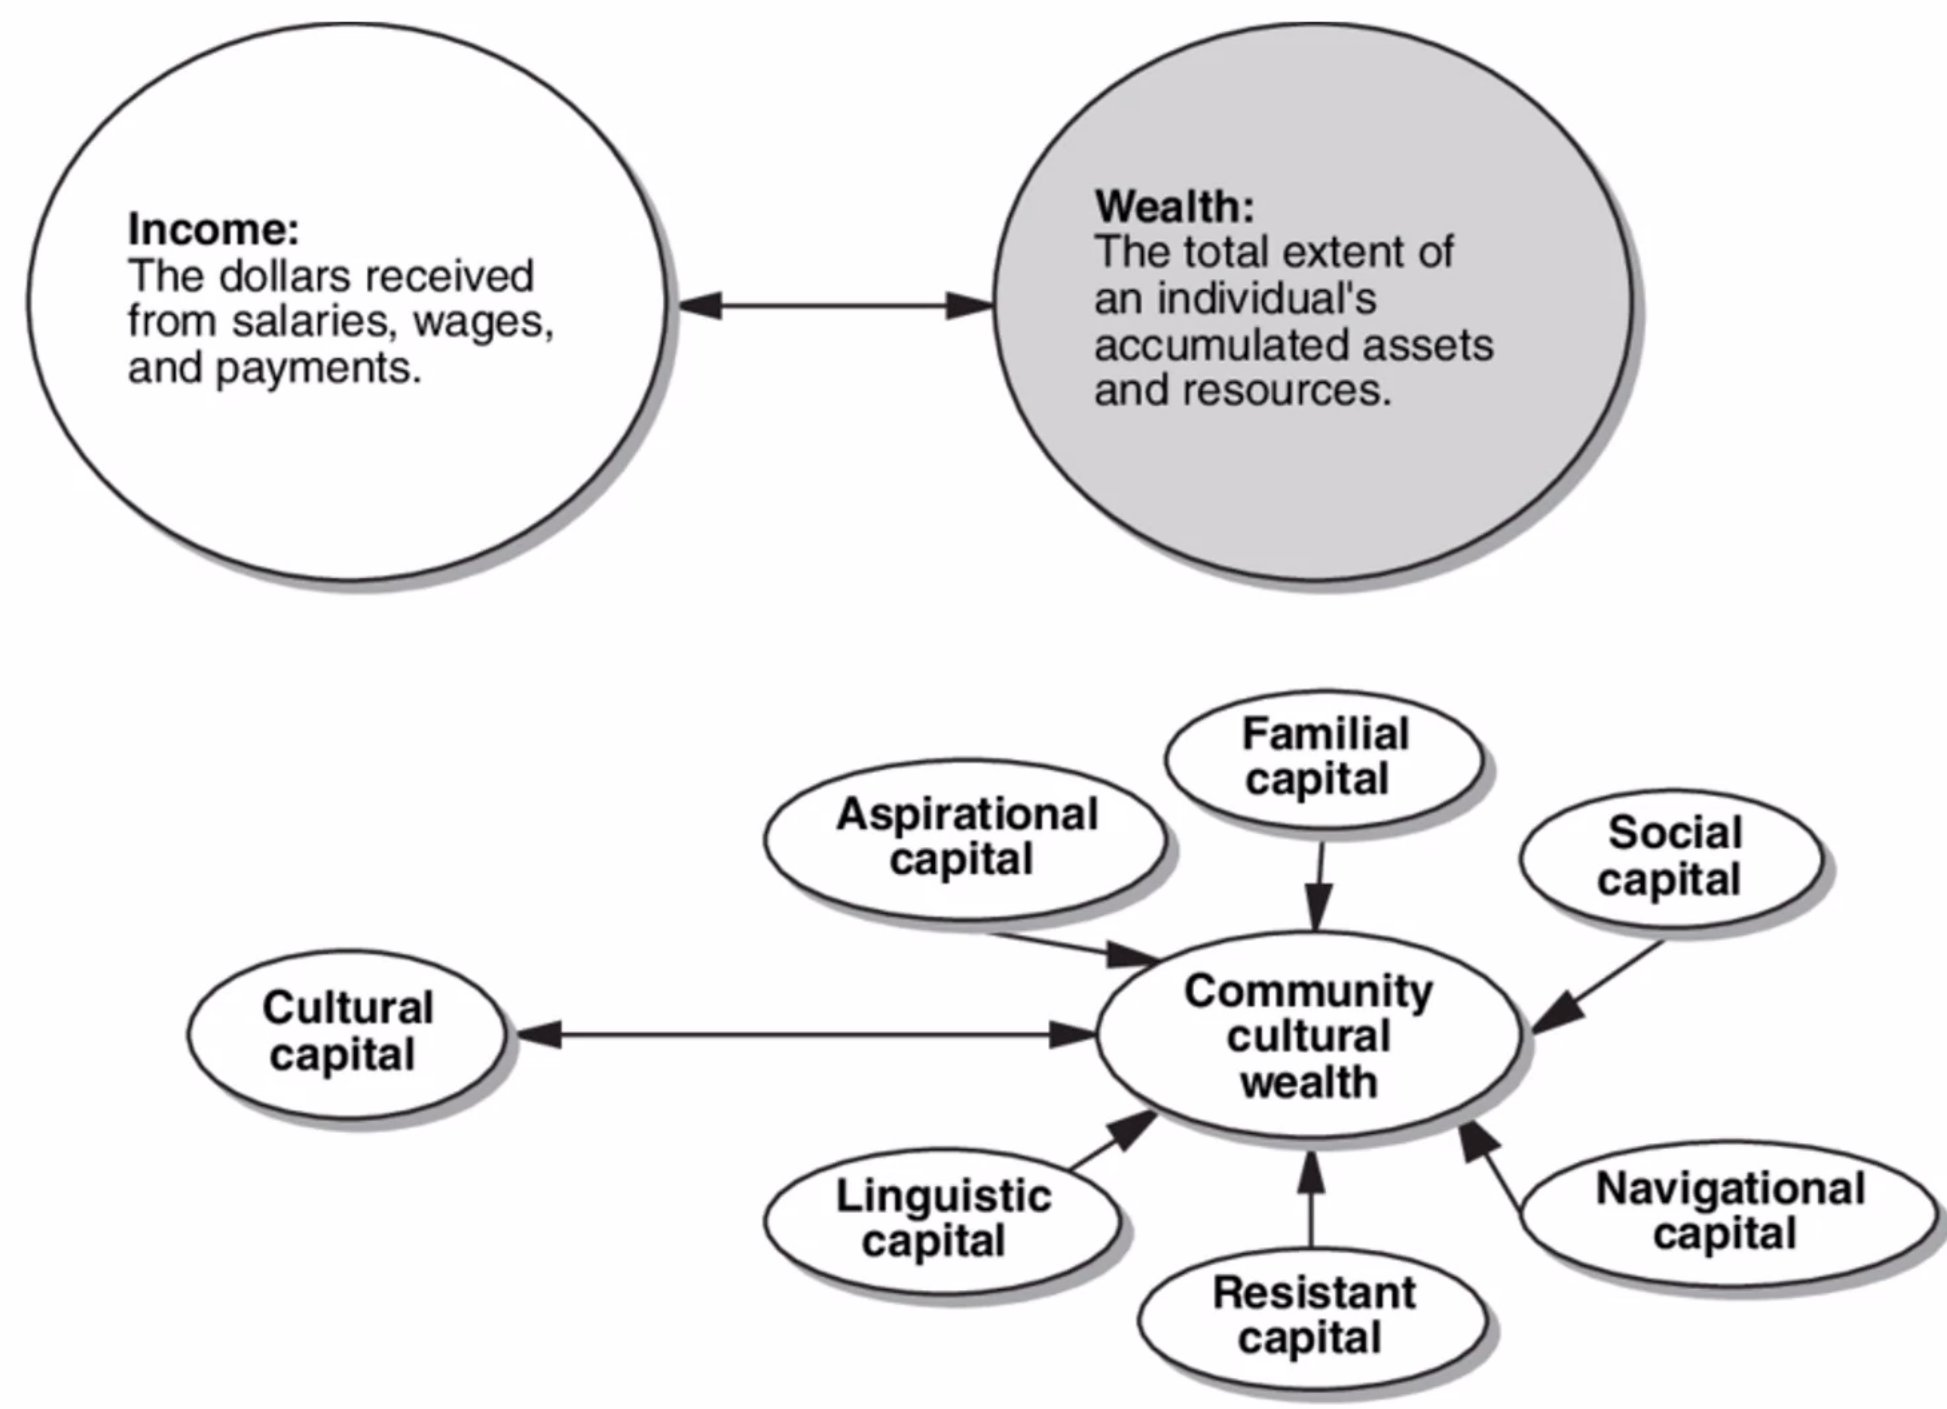 Income:
The dollars received
from salaries, wages,
and payments.
Wealth:
The total extent of
an individual's
accumulated assets
and resources.
Familial
capital
Aspirational
capital
Social
capital
Cultural
capital
Community
cultural
wealth
Linguistic
capital
Navigational
capital
Resistant
capital